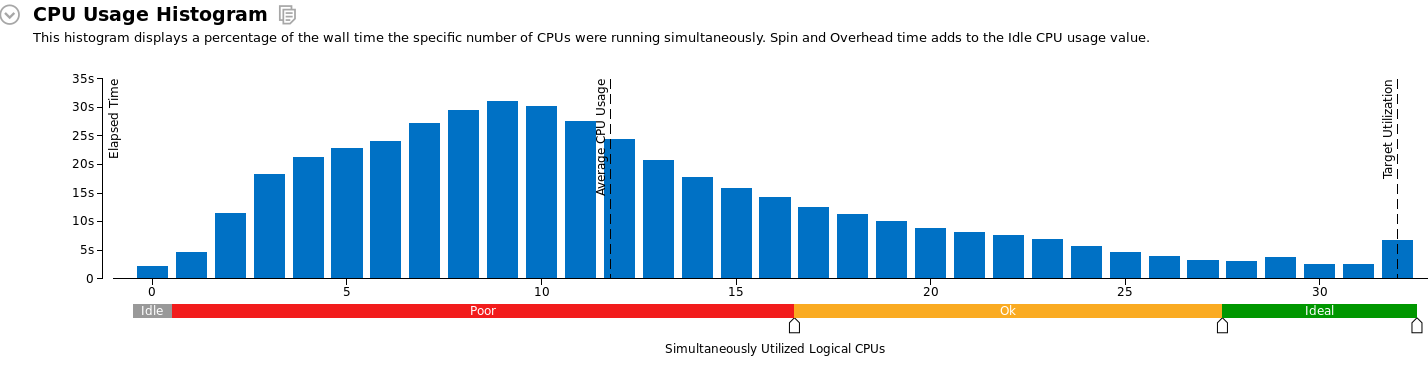 CPU Usage Histogram
This histogram displays a percentage of the wall time the specific number of CPUs were running simultaneously. Spin and Overhead time adds to the Idle CPU usage value.
35s
30s
25s
20s
15s
10s
5s
0
Elapsed Time
Average CPU Usage
Target Utilization
0 5 10 15 20 25 30
Idle Poor Ok Ideal
Simultaneously Utilized Logical CPUs